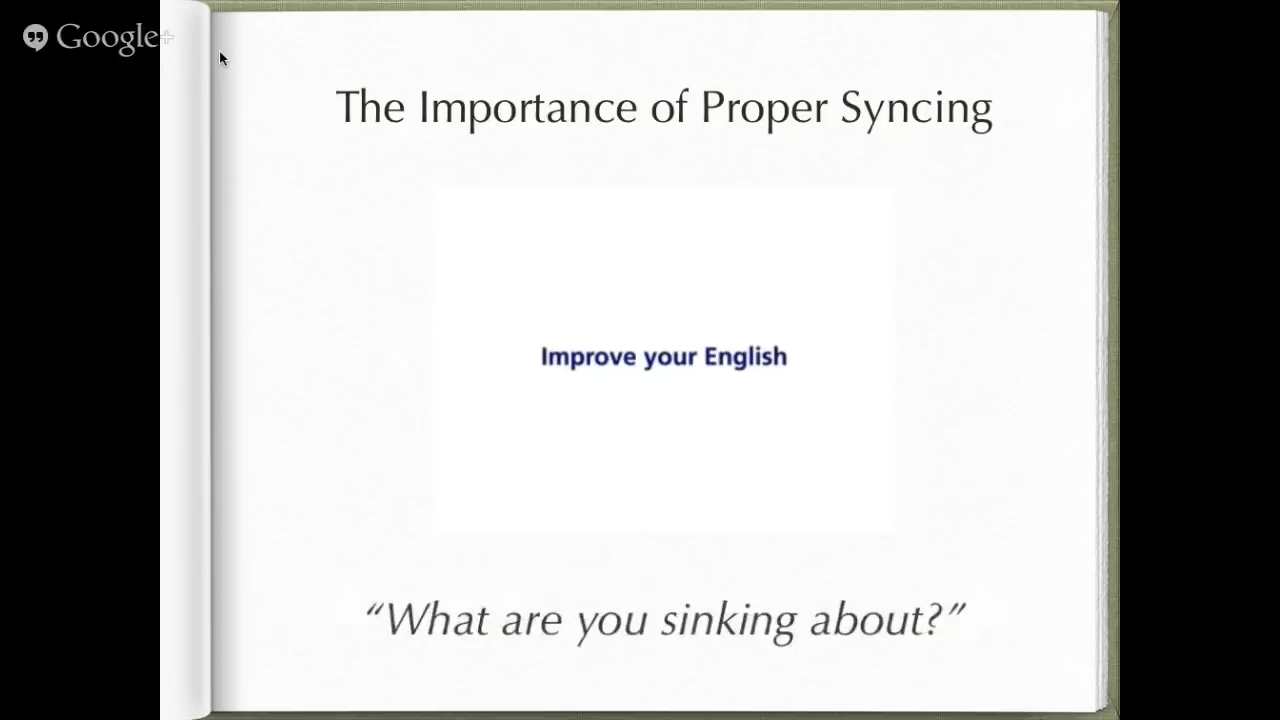 Google+
The Importance of Proper Syncing
Improve your English
“What are you sinking about?”